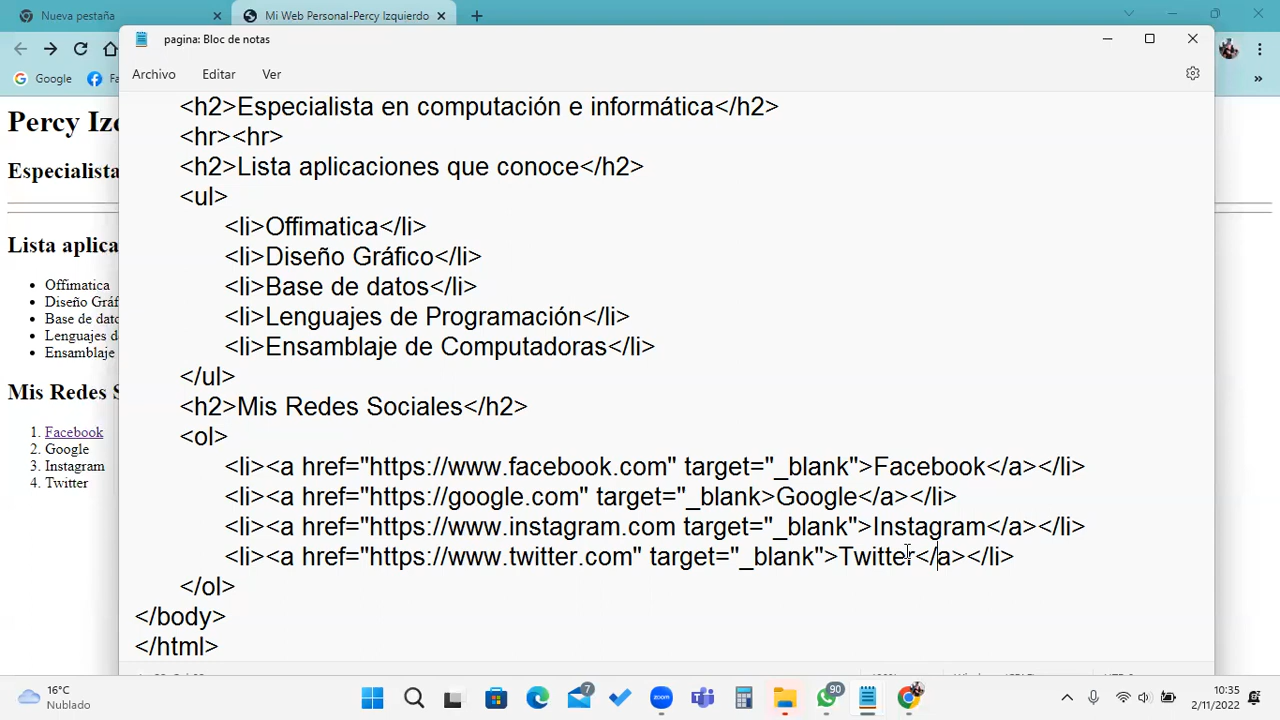 Nueva pestaña
Mi Web Personal-Percy Izquierdo
pagina: Bloc de notas
Google
Archivo
Editar
Ver
<h2>Especialista en computación e informática</h2>
<hr><hr>
<h2>Lista aplicaciones que conoce</h2>
<ul>
<li>Offimatica</li>
<li>Diseño Gráfico</li>
<li>Base de datos</li>
<li>Lenguajes de Programación</li>
<li>Ensamblaje de Computadoras</li>
</ul>
<h2>Mis Redes Sociales</h2>
<ol>
<li><a href="https://www.facebook.com" target="_blank">Facebook</a></li>
<li><a href="https://google.com" target="_blank>Google</a></li>
<li><a href="https://www.instagram.com target="_blank">Instagram</a></li>
<li><a href="https://www.twitter.com" target="_blank">Twitter</a></li>
</ol>
</body>
</html>
Percy Iz
Especialista
Lista aplica
Offimatica
Diseño Gráf
Base de dato
Lenguajes d
Ensamblaje
Mis Redes S
1. Facebook
2. Google
3. Instagram
4. Twitter
16°C
Nublado
7
90
10:35
2/11/2022